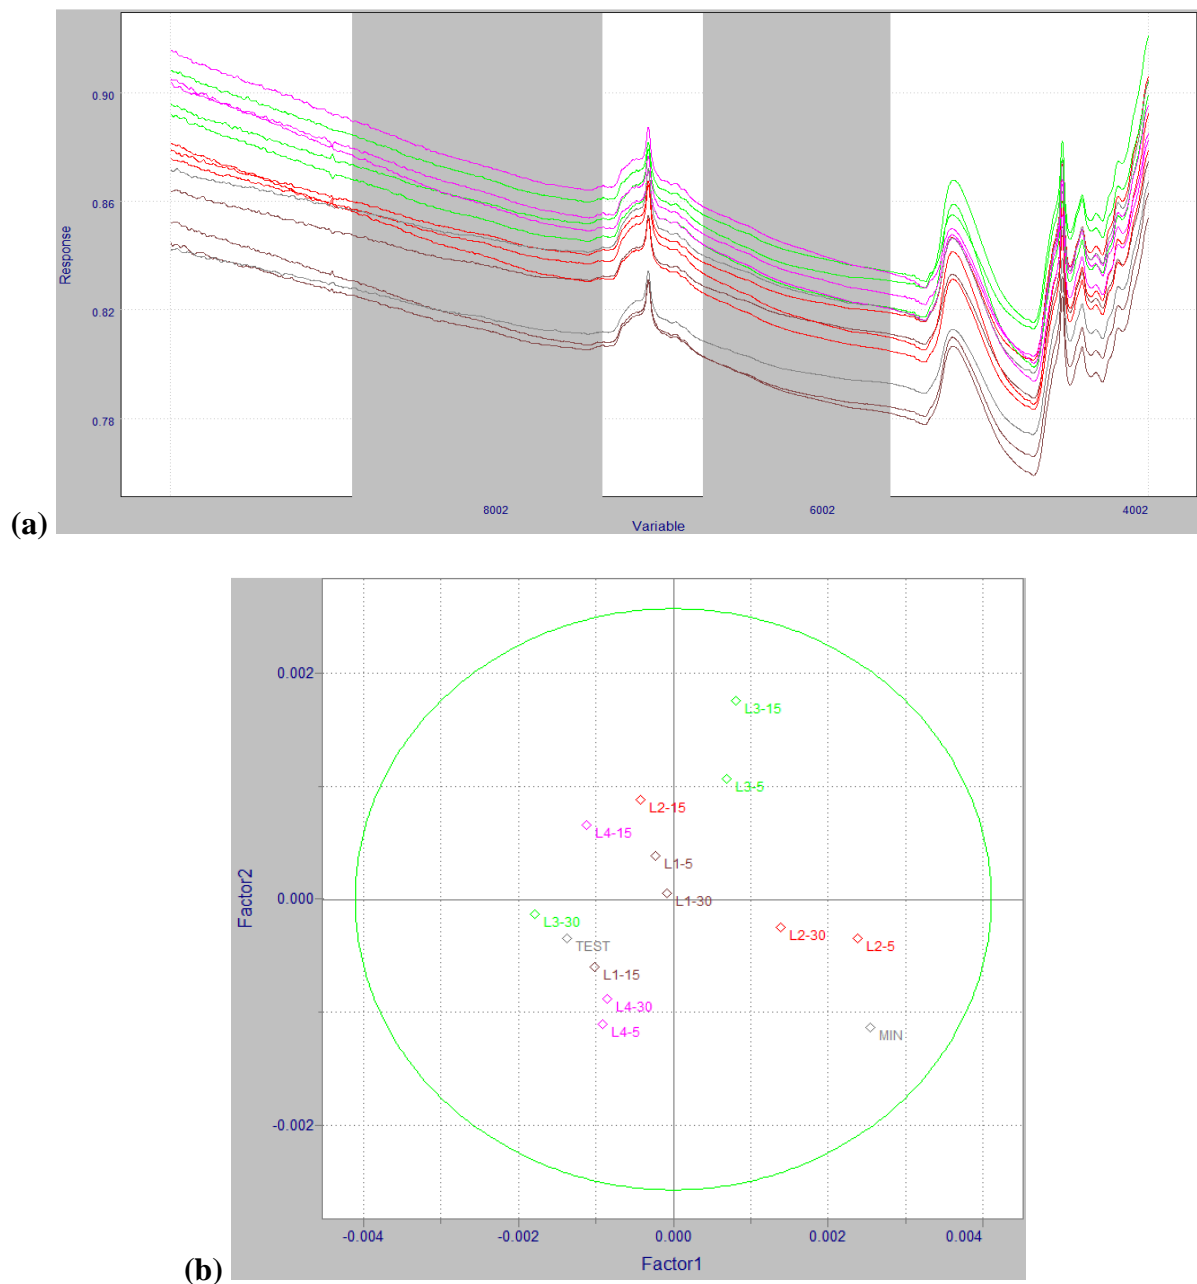 0.90
0.86
Response
0.82
0.78
8002
6002
4002
Variable
(a)
0.002
L3-15
L3-5
L2-15
L4-15
L1-5
Factor2
0.000
L1-30
L3-30
L2-30
L2-5
TEST
L1-15
L4-30
L4-5
MIN
-0.002
-0.004
-0.002
0.000
0.002
0.004
Factor1
(b)